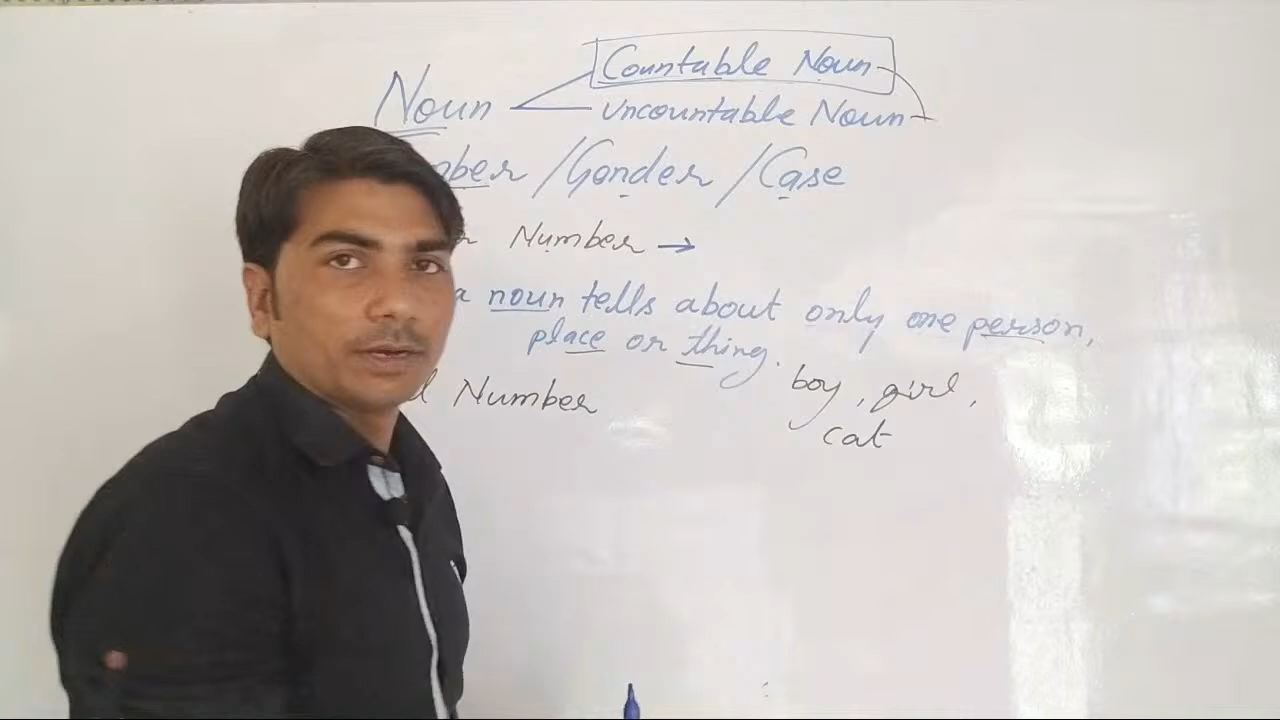 Countable Noun
Noun
Uncountable Noun
/Gender /Case
Number →
a noun tells about only one person,
place or thing.
boy, girl,
Number
cat